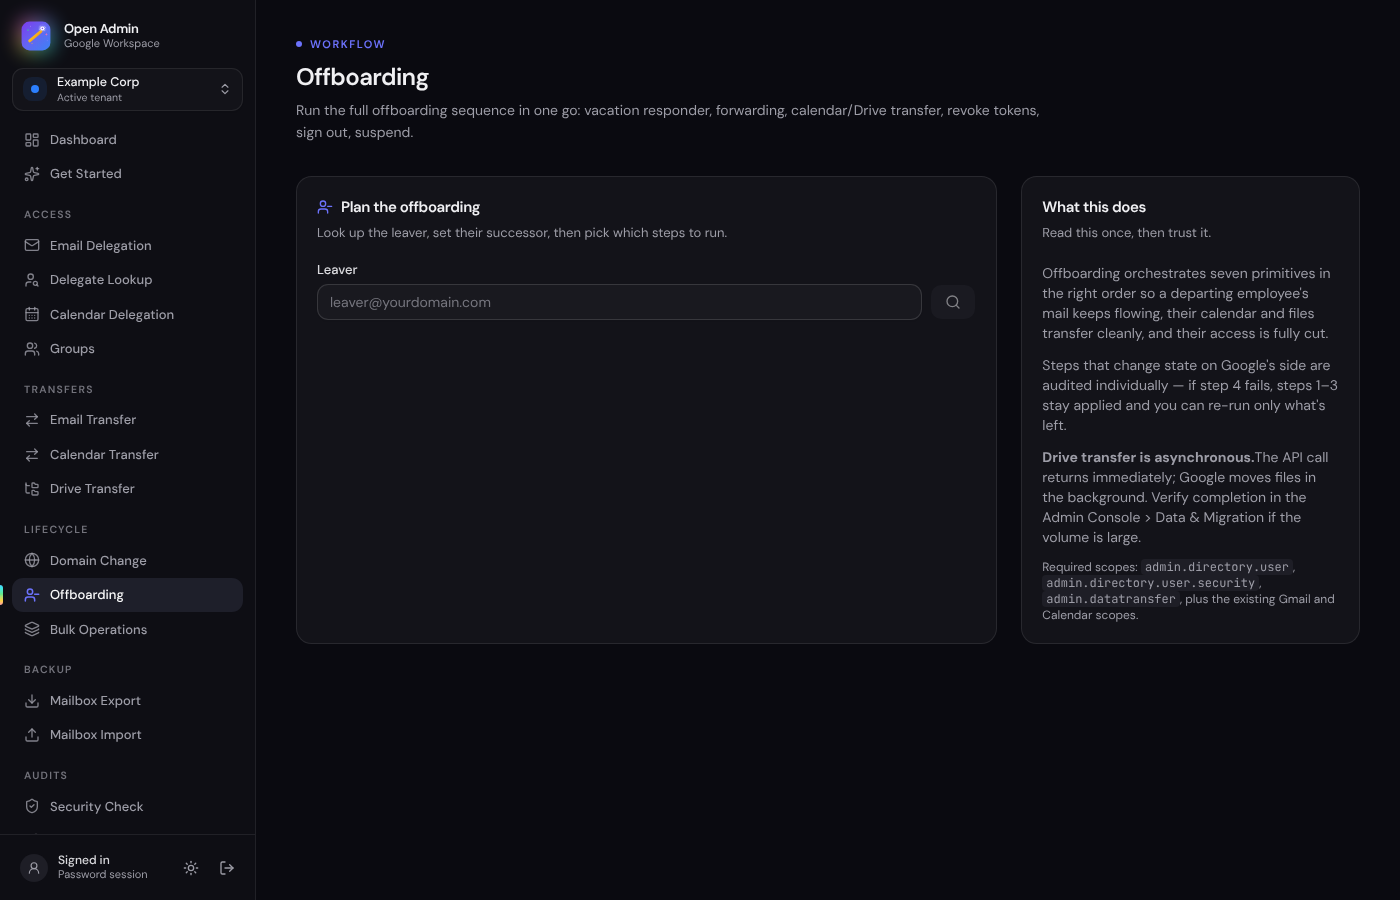 Open Admin
Google Workspace
Example Corp
Active tenant
Dashboard
Get Started
ACCESS
Email Delegation
Delegate Lookup
Calendar Delegation
Groups
TRANSFERS
Email Transfer
Calendar Transfer
Drive Transfer
LIFECYCLE
Domain Change
Offboarding
Bulk Operations
BACKUP
Mailbox Export
Mailbox Import
AUDITS
Security Check
Signed in
Password session
WORKFLOW
Offboarding
Run the full offboarding sequence in one go: vacation responder, forwarding, calendar/Drive transfer, revoke tokens,
sign out, suspend.
Plan the offboarding
Look up the leaver, set their successor, then pick which steps to run.
Leaver
leaver@yourdomain.com
What this does
Read this once, then trust it.
Offboarding orchestrates seven primitives in
the right order so a departing employee's
mail keeps flowing, their calendar and files
transfer cleanly, and their access is fully cut.
Steps that change state on Google's side are
audited individually — if step 4 fails, steps 1–3
stay applied and you can re-run only what's
left.
Drive transfer is asynchronous.The API call
returns immediately; Google moves files in
the background. Verify completion in the
Admin Console > Data & Migration if the
volume is large.
Required scopes: admin.directory.user,
admin.directory.user.security,
admin.datatransfer, plus the existing Gmail and
Calendar scopes.